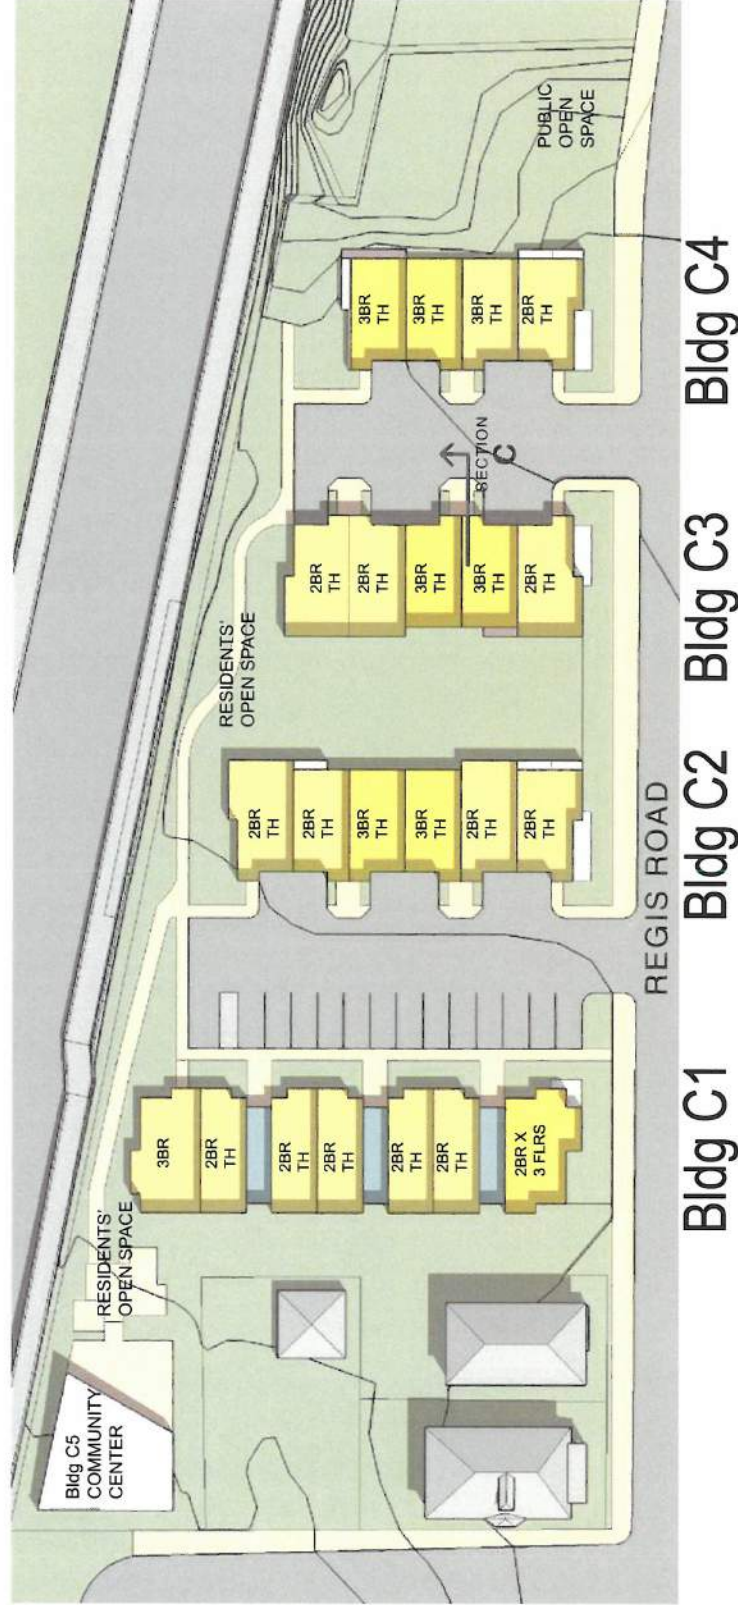 Bldg C5
COMMUNITY
CENTER
RESIDENTS'
OPEN SPACE
3BR
2BR
TH
2BR
TH
2BR
TH
2BR
TH
2BR
TH
2BR X
3 FLRS
RESIDENTS'
OPEN SPACE
2BR
TH
2BR
TH
3BR
TH
3BR
TH
2BR
TH
2BR
TH
2BR
TH
2BR
TH
3BR
TH
3BR
TH
2BR
TH
SECTION
C
3BR
TH
3BR
TH
3BR
TH
2BR
TH
PUBLIC
OPEN
SPACE
REGIS ROAD
Bldg C1
Bldg C2
Bldg C3
Bldg C4